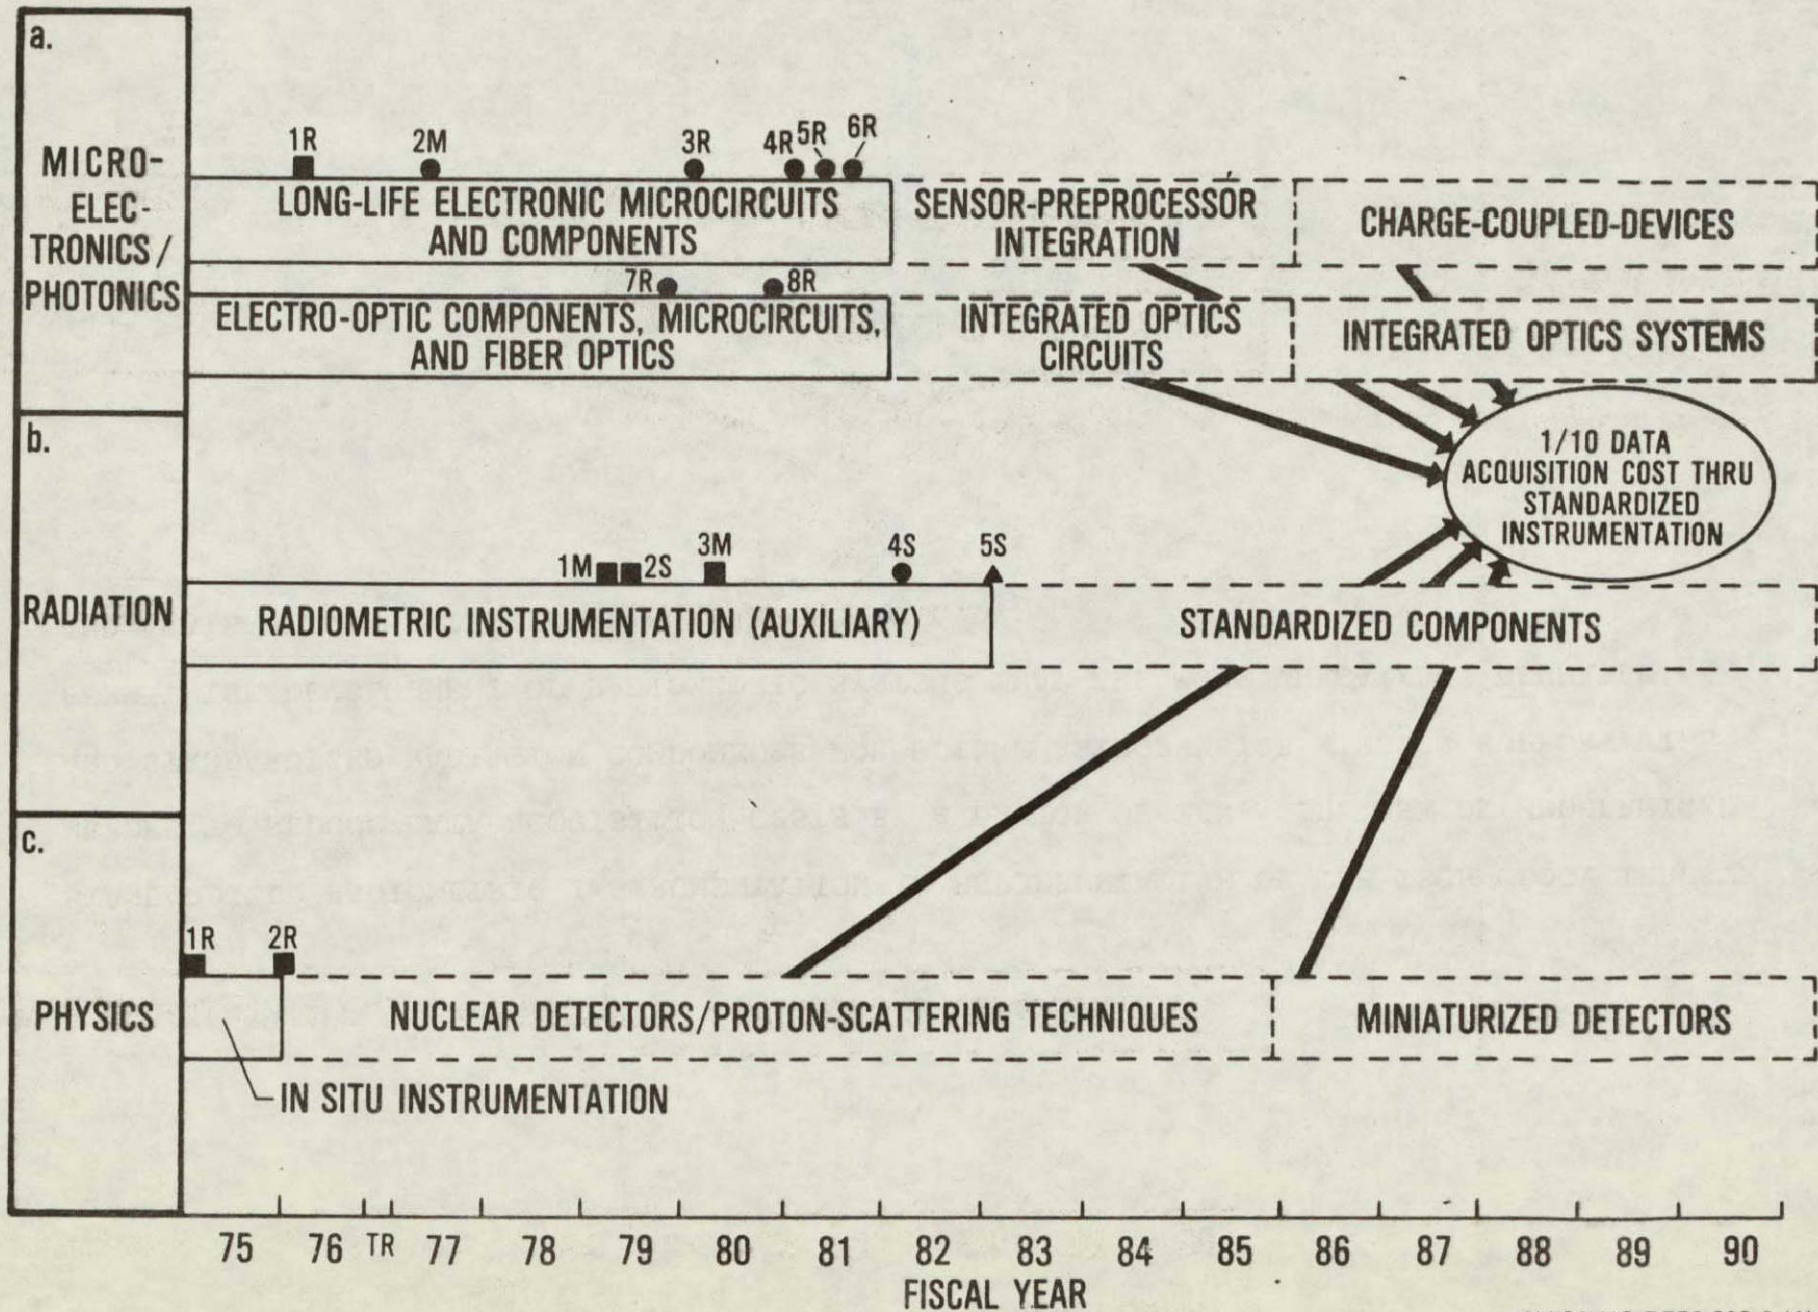 a.
MICRO-
ELEC-
TRONICS/
PHOTONICS
1R
2M
3R
4R
5R
6R
LONG-LIFE ELECTRONIC MICROCIRCUITS
AND COMPONENTS
SENSOR-PREPROCESSOR
INTEGRATION
CHARGE-COUPLED-DEVICES
7R
8R
ELECTRO-OPTIC COMPONENTS, MICROCIRCUITS,
AND FIBER OPTICS
INTEGRATED OPTICS
CIRCUITS
INTEGRATED OPTICS SYSTEMS
1/10 DATA
ACQUISITION COST THRU
STANDARDIZED
INSTRUMENTATION
b.
RADIATION
1M
2S
3M
4S
5S
RADIOMETRIC INSTRUMENTATION (AUXILIARY)
STANDARDIZED COMPONENTS
c.
PHYSICS
1R
2R
NUCLEAR DETECTORS/PROTON-SCATTERING TECHNIQUES
MINIATURIZED DETECTORS
IN SITU INSTRUMENTATION
75 76 TR 77 78 79 80 81 82 83 84 85 86 87 88 89 90
FISCAL YEAR